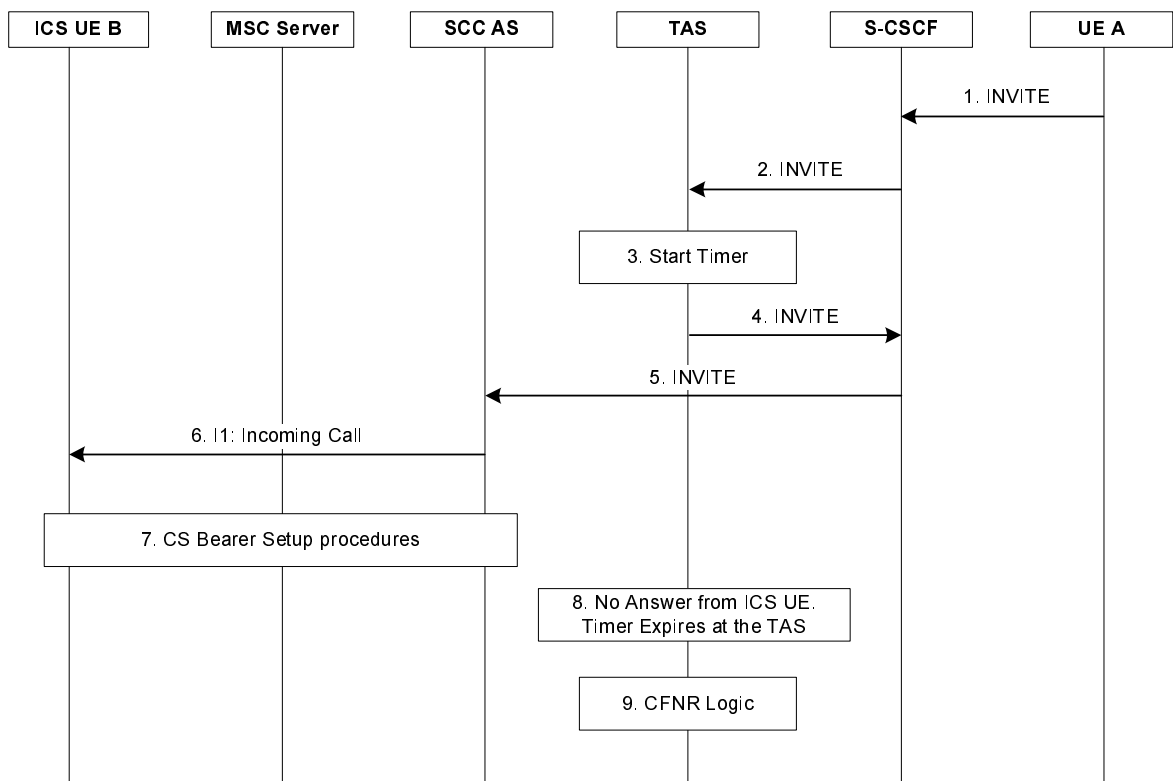 ICS UE B
MSC Server
SCC AS
TAS
S-CSCF
UE A
1. INVITE
2. INVITE
3. Start Timer
4. INVITE
5. INVITE
6. I1: Incoming Call
7. CS Bearer Setup procedures
8. No Answer from ICS UE.
Timer Expires at the TAS
9. CFNR Logic